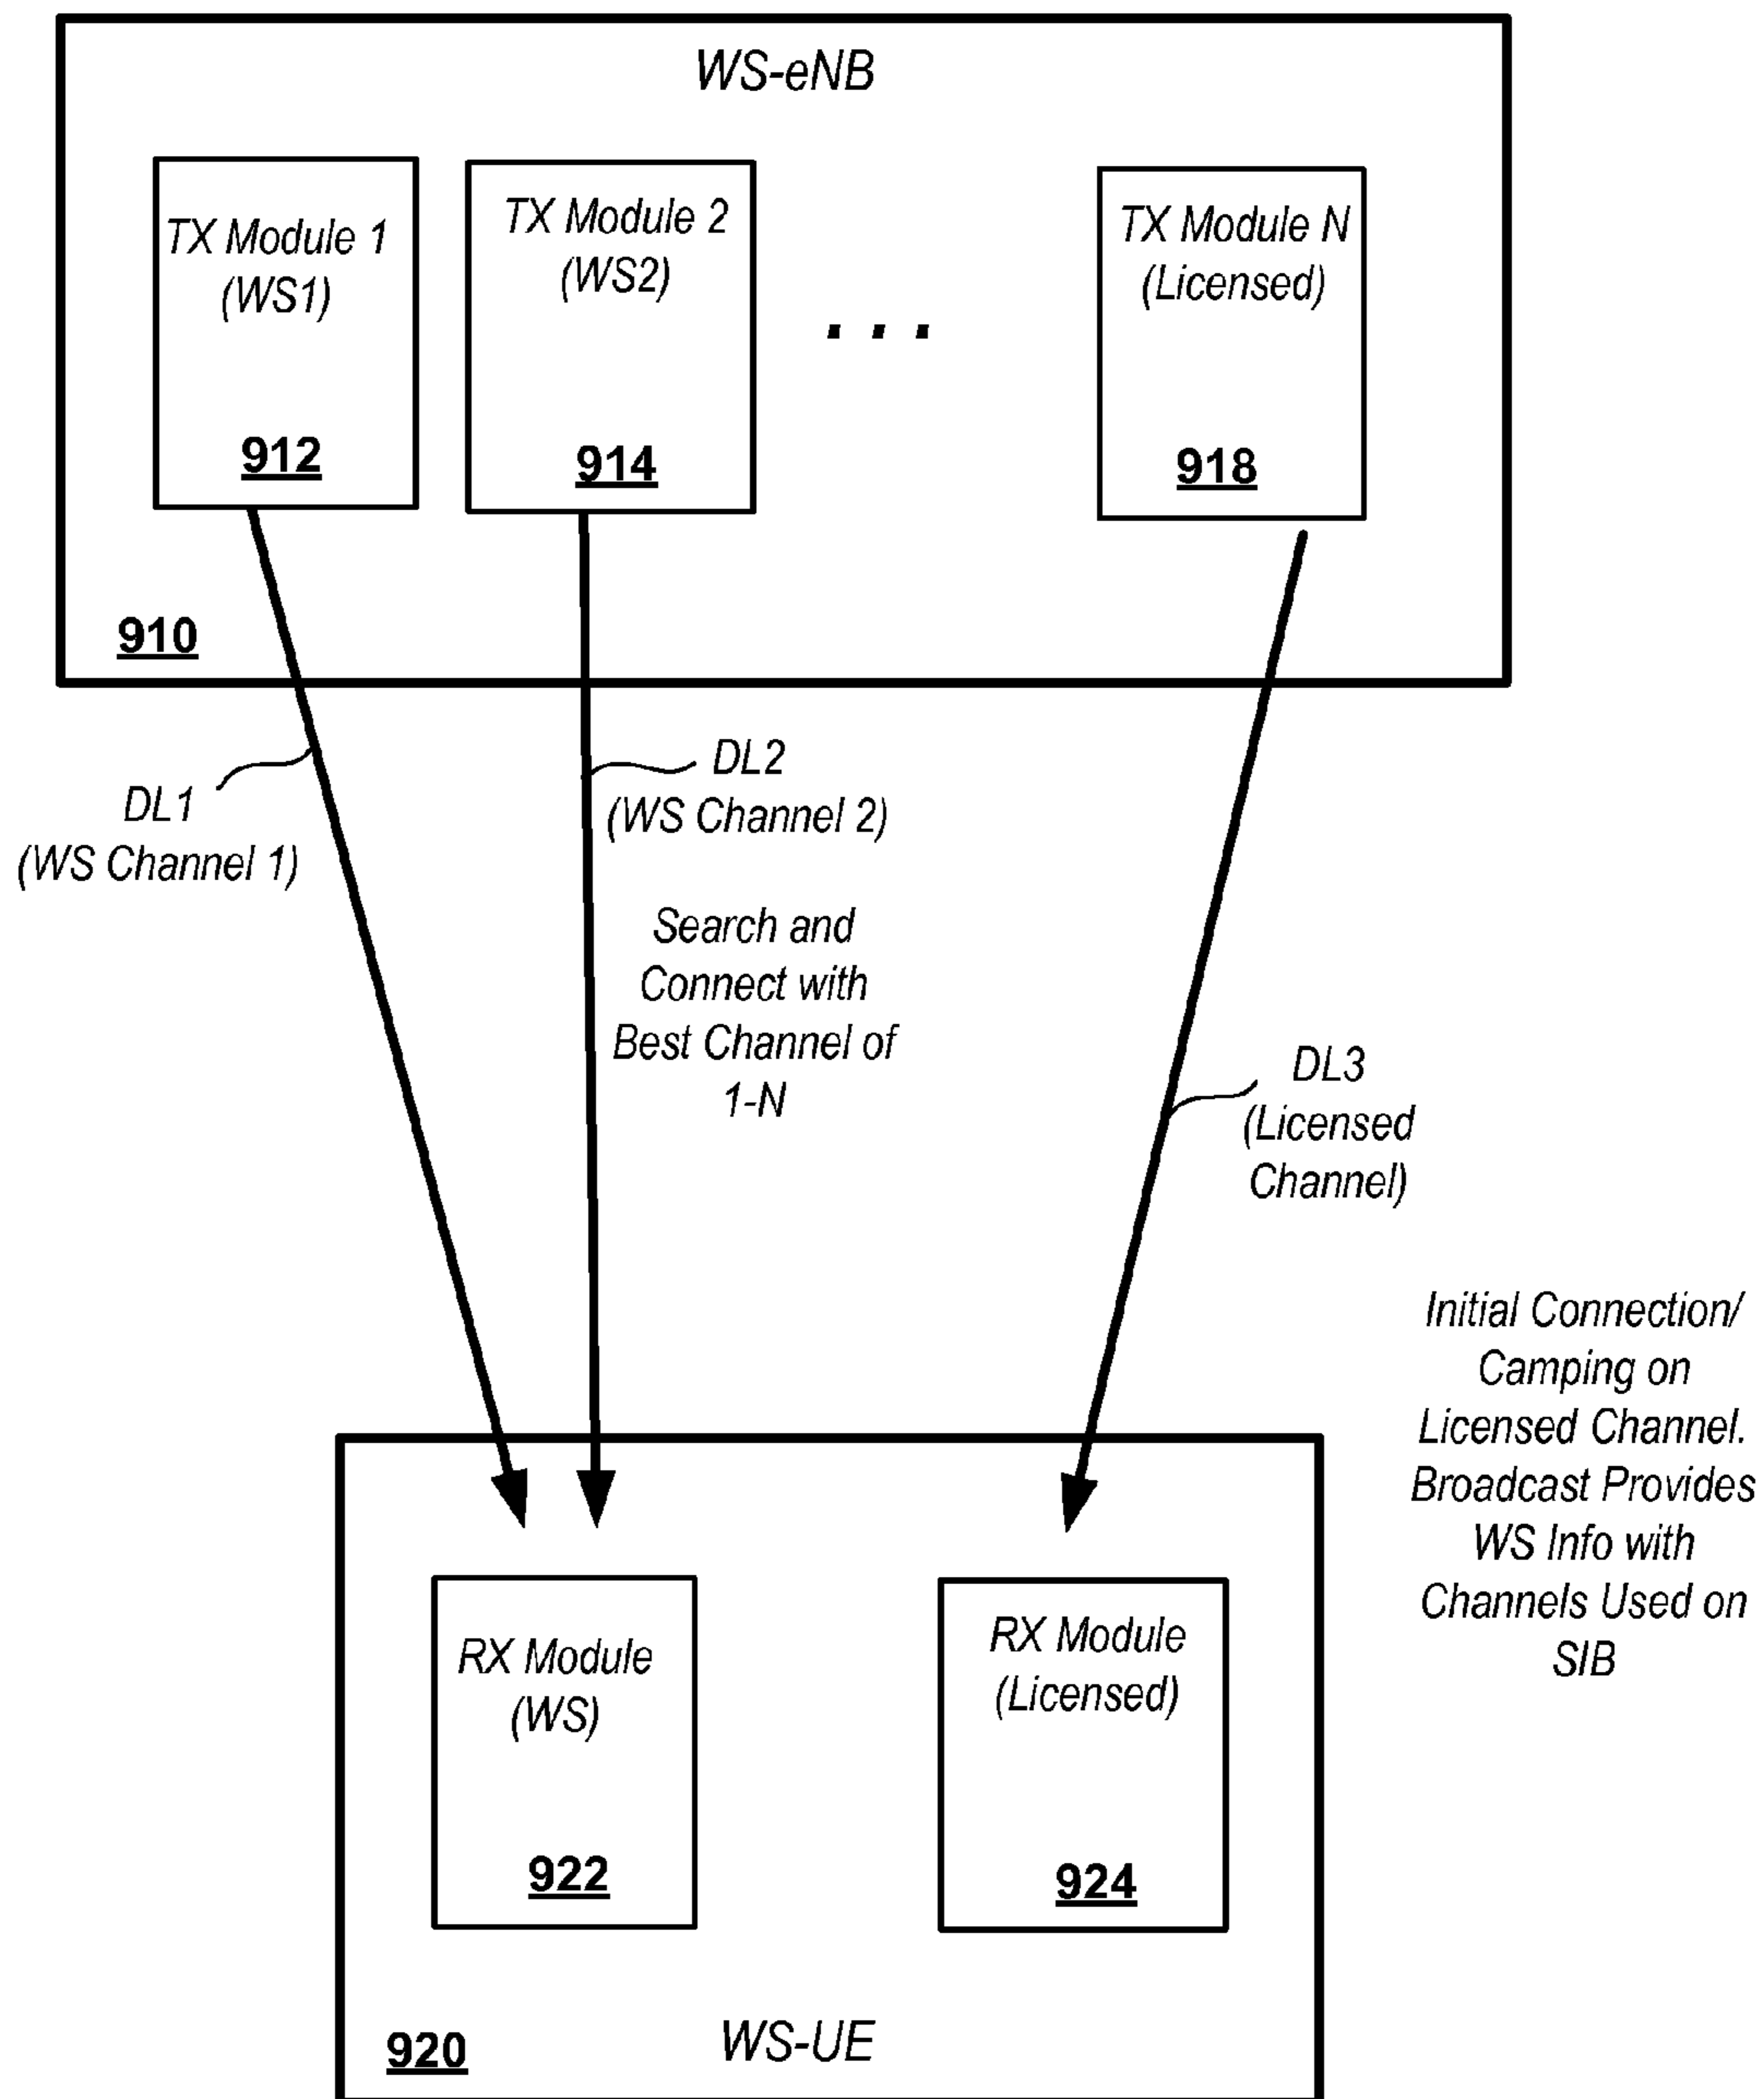 WS-eNB
TX Module 1
(WS1)
912
TX Module 2
(WS2)
914
. . .
TX Module N
(Licensed)
918
910
DL1
(WS Channel 1)
DL2
(WS Channel 2)
Search and
Connect with
Best Channel of
1-N
DL3
(Licensed
Channel)
Initial Connection/
Camping on
Licensed Channel.
Broadcast Provides
WS Info with
Channels Used on
SIB
RX Module
(WS)
922
RX Module
(Licensed)
924
920
WS-UE